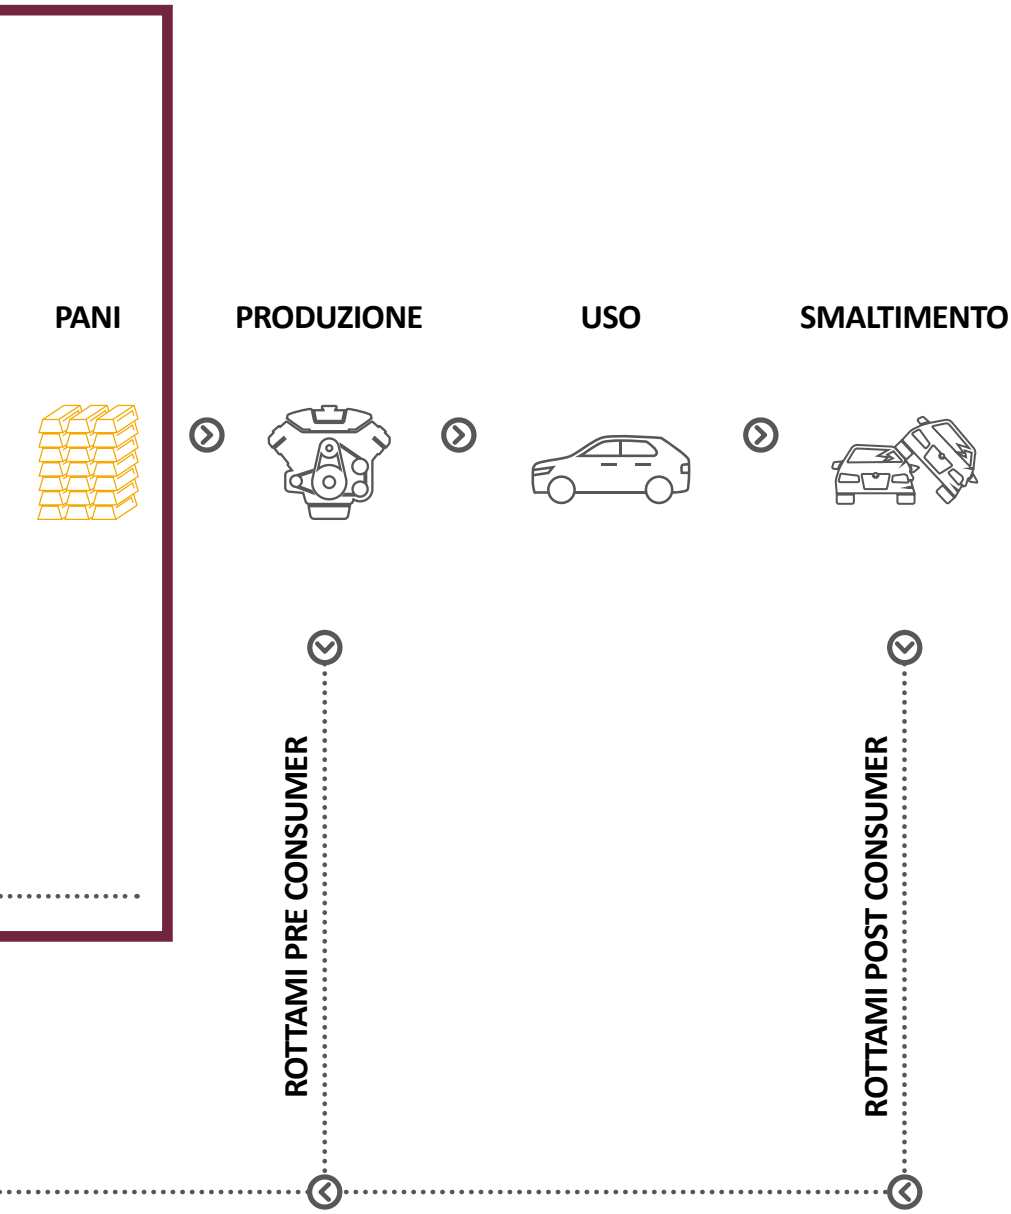 PANI
PRODUZIONE
USO
SMALTIMENTO
ROTTAMI PRE CONSUMER
ROTTAMI POST CONSUMER